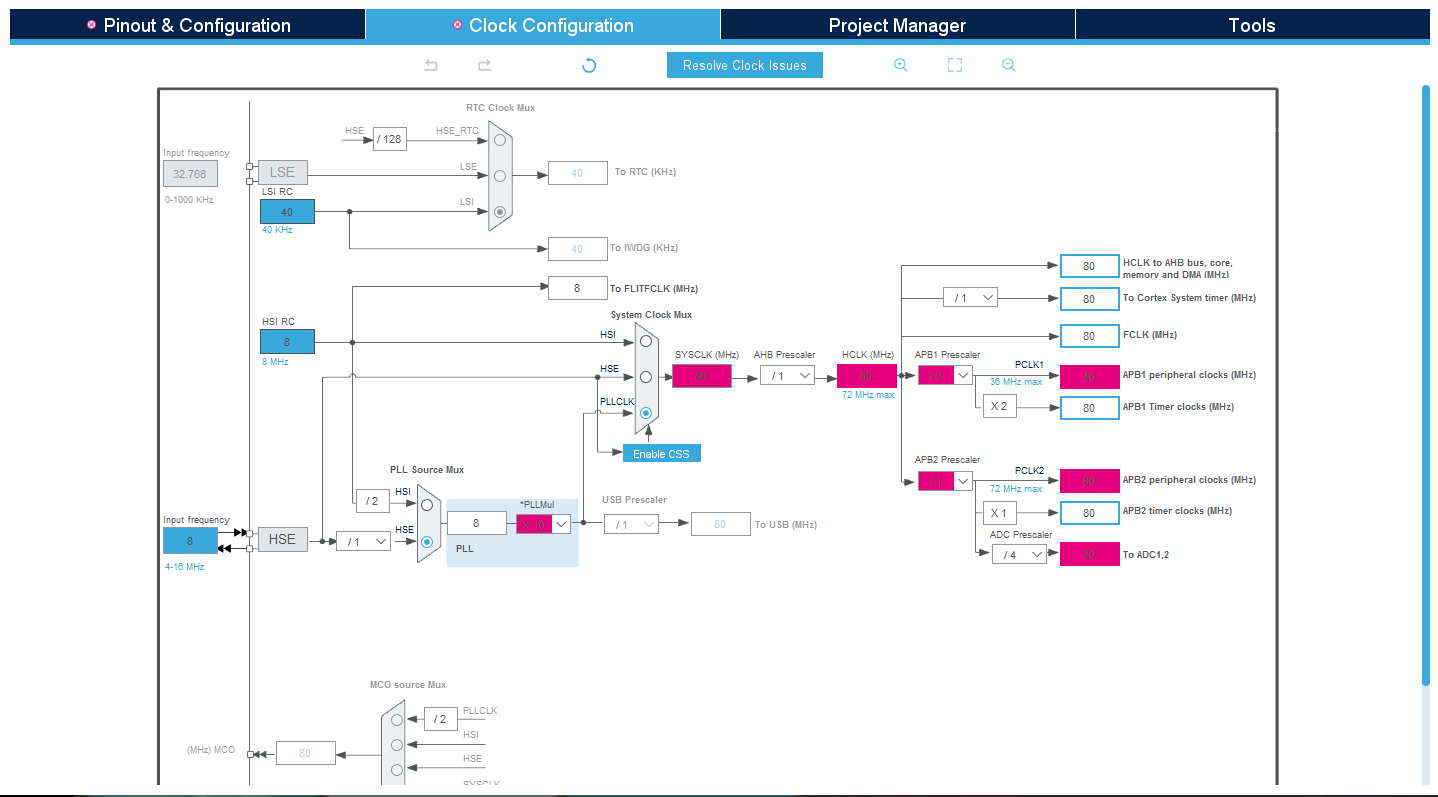 Pinout & Configuration
Clock Configuration
Project Manager
Tools
Resolve Clock Issues
RTC Clock Mux
HSE
/ 128
HSE_RTC
Input frequency
32.768
0-1000 KHz
LSE
LSE
40
To RTC (KHz)
LSI RC
40
40 KHz
LSI
40
To IWDG (KHz)
8
To FLITFCLK (MHz)
HSI RC
8
8 MHz
System Clock Mux
HSI
HSE
PLLCLK
Enable CSS
SYSCLK (MHz)
80
AHB Prescaler
/ 1
HCLK (MHz)
80
72 MHz max
80
HCLK to AHB bus, core,
memory and DMA (MHz)
/ 1
80
To Cortex System timer (MHz)
80
FCLK (MHz)
APB1 Prescaler
/ 2
PCLK1
36 MHz max
40
APB1 peripheral clocks (MHz)
X 2
80
APB1 Timer clocks (MHz)
APB2 Prescaler
/ 1
PCLK2
72 MHz max
80
APB2 peripheral clocks (MHz)
X 1
80
APB2 timer clocks (MHz)
ADC Prescaler
/ 4
20
To ADC1,2
PLL Source Mux
/ 2
HSI
Input frequency
8
4-16 MHz
HSE
/ 1
HSE
8
*PLLMul
X 10
PLL
USB Prescaler
/ 1
80
To USB (MHz)
MCO source Mux
/ 2
PLLCLK
HSI
HSE
SYSCLK
(MHz) MCO
80